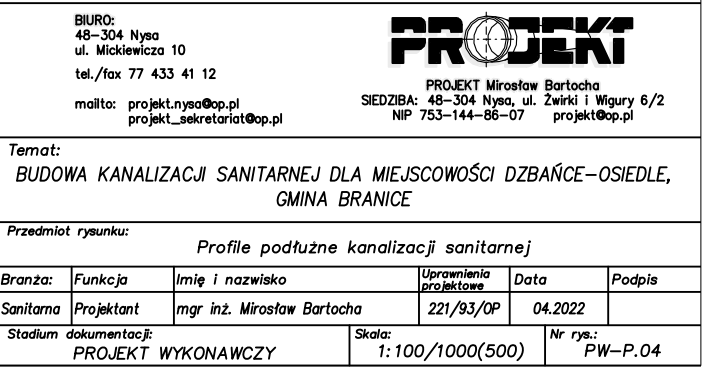 BIURO:
48-304 Nysa
ul. Mickiewicza 10
tel./fax 77 433 41 12
mailto: projekt.nysa@op.pl
projekt_sekretariat@op.pl
PROJEKT
PROJEKT Mirosław Bartocha
SIEDZIBA: 48-304 Nysa, ul. Żwirki i Wigury 6/2
NIP 753-144-86-07 projekt@op.pl
Temat:
BUDOWA KANALIZACJI SANITARNEJ DLA MIEJSCOWOŚCI DZBAŃCE-OSIEDLE,
GMINA BRANICE
Przedmiot rysunku:
Profile podłużne kanalizacji sanitarnej
Branża: Funkcja Imię i nazwisko Uprawnienia projektowe Data Podpis
Sanitarna Projektant mgr inż. Mirosław Bartocha 221/93/OP 04.2022
Stadium dokumentacji: Skala: Nr rys.:
PROJEKT WYKONAWCZY 1:100/1000(500) PW-P.04